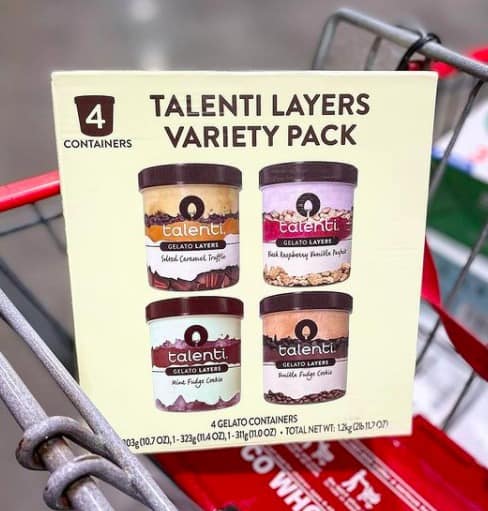 4
CONTAINERS
TALENTI LAYERS
VARIETY PACK
talenti
GELATO LAYERS
Salted Caramel Truffle
talenti
GELATO LAYERS
Black Raspberry Vanilla Parfait
talenti
GELATO LAYERS
Mint Fudge Cookie
talenti
GELATO LAYERS
Vanilla Fudge Cookie
4 GELATO CONTAINERS
(10.7 OZ), 1 - 323g (11.4 OZ), 1 - 311g (11.0 OZ) • TOTAL NET WT: 1.2kg (2lb 11.7 OZ)
CO WH